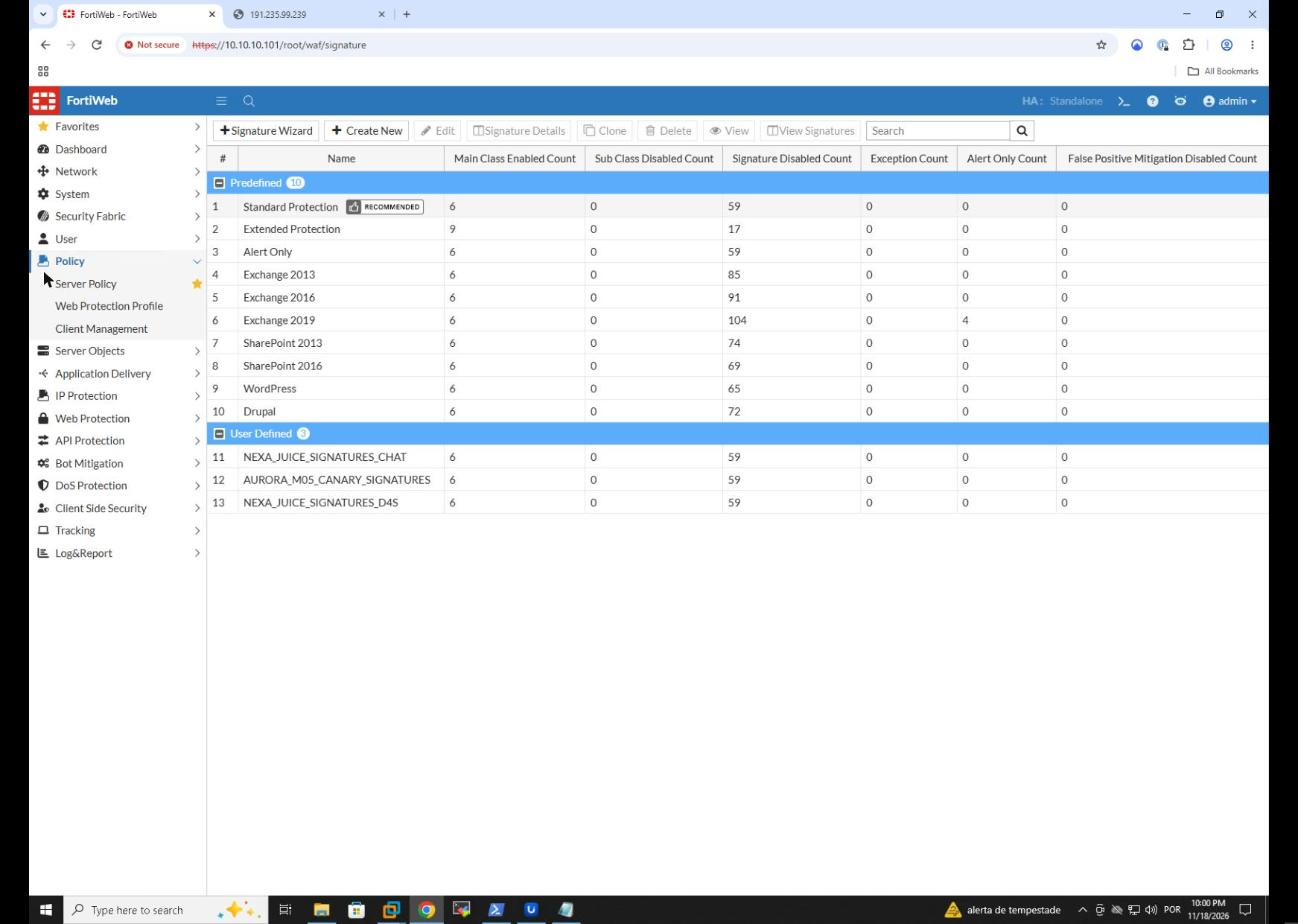 FortiWeb - FortiWeb
191.235.99.239
Not secure https://10.10.10.101/root/waf/signature
All Bookmarks
FortiWeb
HA: Standalone
admin
Favorites
Dashboard
Network
System
Security Fabric
User
Policy
Server Policy
Web Protection Profile
Client Management
Server Objects
Application Delivery
IP Protection
Web Protection
API Protection
Bot Mitigation
DoS Protection
Client Side Security
Tracking
Log&Report
Signature Wizard Create New Edit Signature Details Clone Delete View View Signatures Search
# Name Main Class Enabled Count Sub Class Disabled Count Signature Disabled Count Exception Count Alert Only Count False Positive Mitigation Disabled Count
Predefined 10
1 Standard Protection RECOMMENDED 6 0 59 0 0 0
2 Extended Protection 9 0 17 0 0 0
3 Alert Only 6 0 59 0 0 0
4 Exchange 2013 6 0 85 0 0 0
5 Exchange 2016 6 0 91 0 0 0
6 Exchange 2019 6 0 104 0 4 0
7 SharePoint 2013 6 0 74 0 0 0
8 SharePoint 2016 6 0 69 0 0 0
9 WordPress 6 0 65 0 0 0
10 Drupal 6 0 72 0 0 0
User Defined 3
11 NEXA_JUICE_SIGNATURES_CHAT 6 0 59 0 0 0
12 AURORA_M05_CANARY_SIGNATURES 6 0 59 0 0 0
13 NEXA_JUICE_SIGNATURES_D4S 6 0 59 0 0 0
Type here to search
alerta de tempestade
POR
10:00 PM
11/18/2026